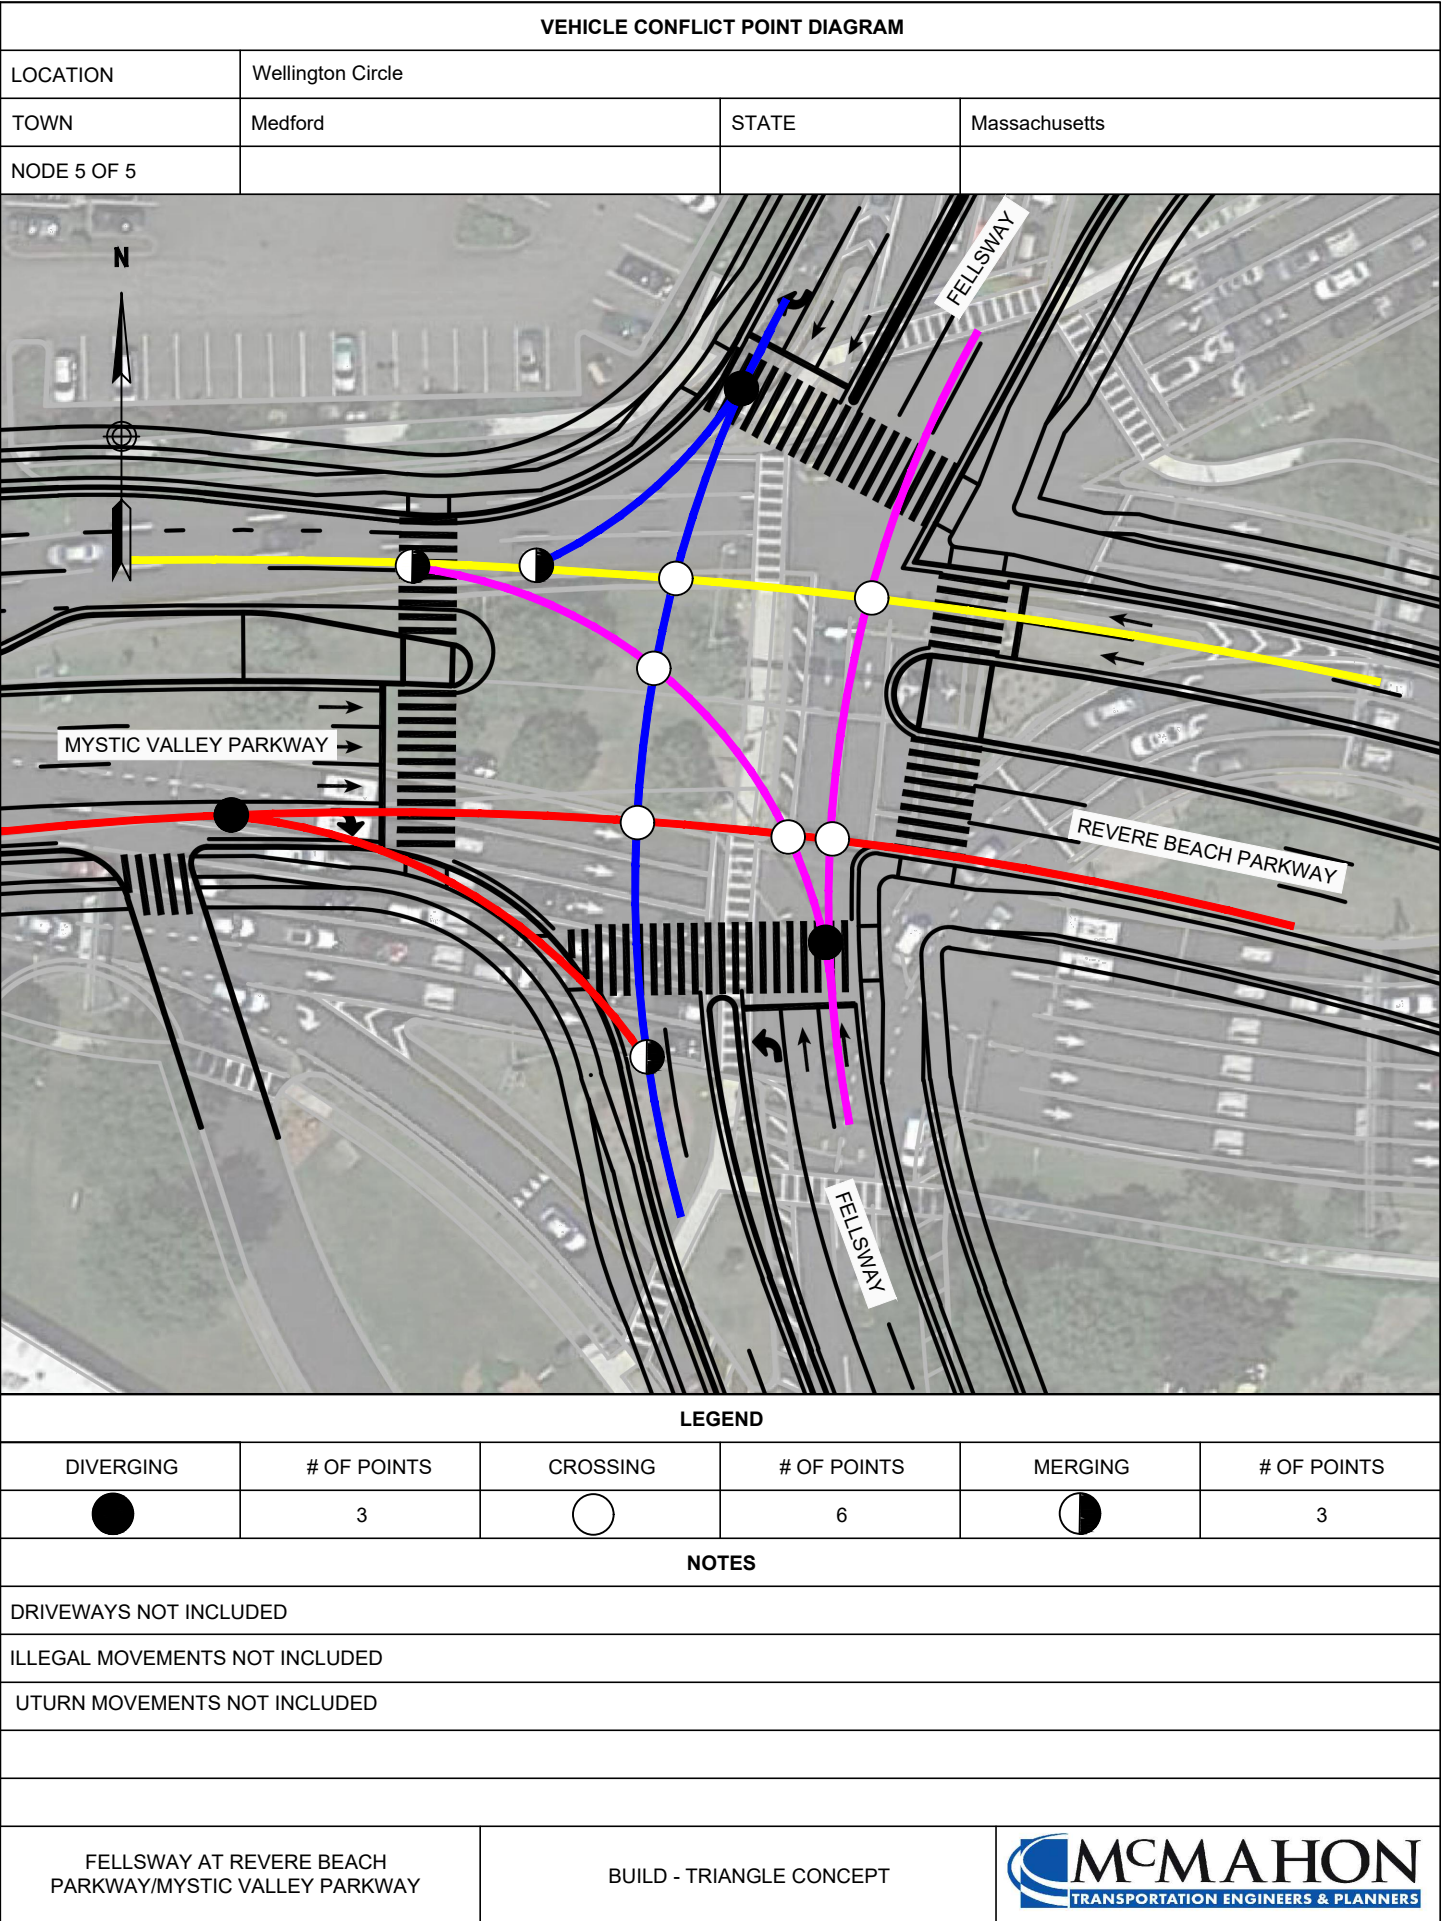 VEHICLE CONFLICT POINT DIAGRAM
LOCATION
Wellington Circle
TOWN
Medford
STATE
Massachusetts
NODE 5 OF 5
N
FELLSWAY
MYSTIC VALLEY PARKWAY
REVERE BEACH PARKWAY
FELLSWAY
LEGEND
DIVERGING
# OF POINTS
CROSSING
# OF POINTS
MERGING
# OF POINTS
3
6
3
NOTES
DRIVEWAYS NOT INCLUDED
ILLEGAL MOVEMENTS NOT INCLUDED
UTURN MOVEMENTS NOT INCLUDED
FELLSWAY AT REVERE BEACH
PARKWAY/MYSTIC VALLEY PARKWAY
BUILD - TRIANGLE CONCEPT
MCMAHON
TRANSPORTATION ENGINEERS & PLANNERS